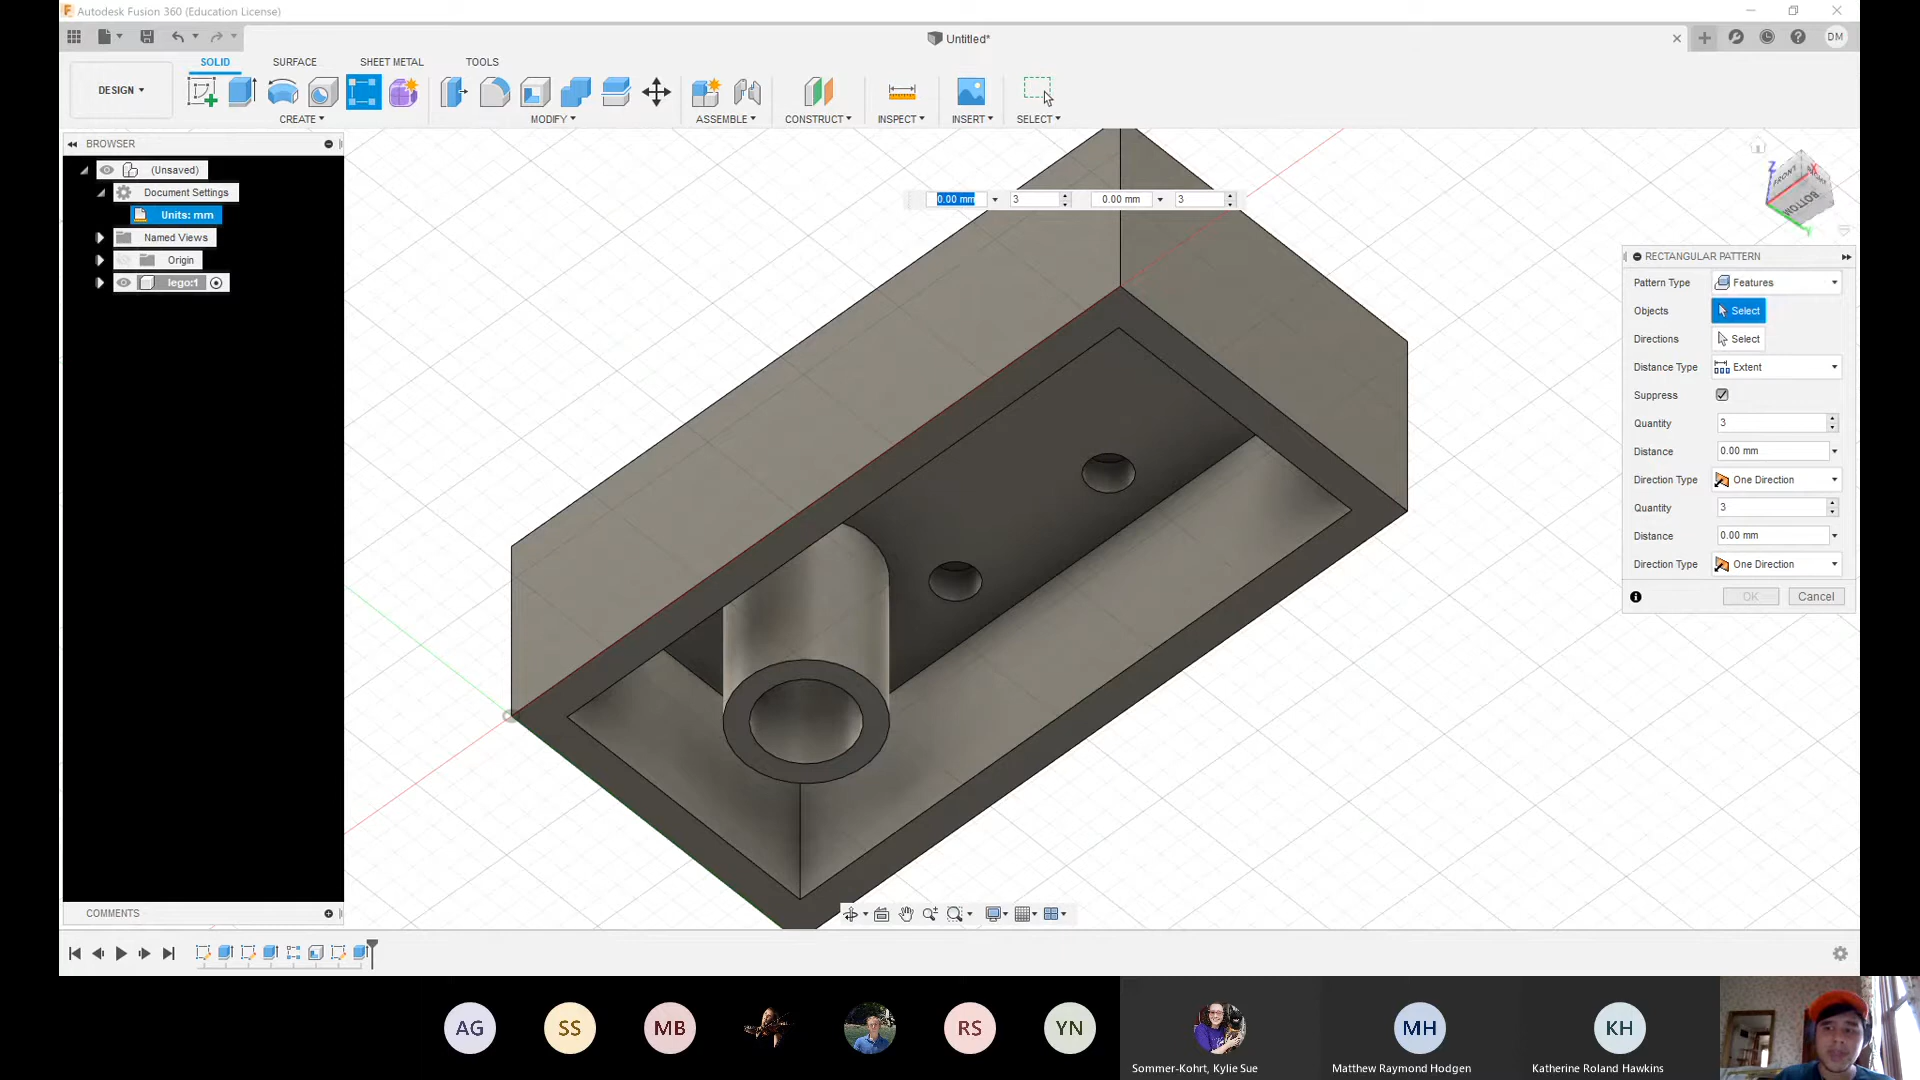 Autodesk Fusion 360 (Education License)
Untitled*
DM
SOLID
SURFACE
SHEET METAL
TOOLS
DESIGN
CREATE
MODIFY
ASSEMBLE
CONSTRUCT
INSPECT
INSERT
SELECT
BROWSER
(Unsaved)
Document Settings
Units: mm
Named Views
Origin
lego:1
0.00 mm
3
0.00 mm
3
Z
X
FRONT
BOTTOM
RECTANGULAR PATTERN
Pattern Type Features
Objects Select
Directions Select
Distance Type Extent
Suppress
Quantity 3
Distance 0.00 mm
Direction Type One Direction
Quantity 3
Distance 0.00 mm
Direction Type One Direction
OK Cancel
COMMENTS
AG
SS
MB
RS
YN
MH
KH
Sommer-Kohrt, Kylie Sue
Matthew Raymond Hodgen
Katherine Roland Hawkins